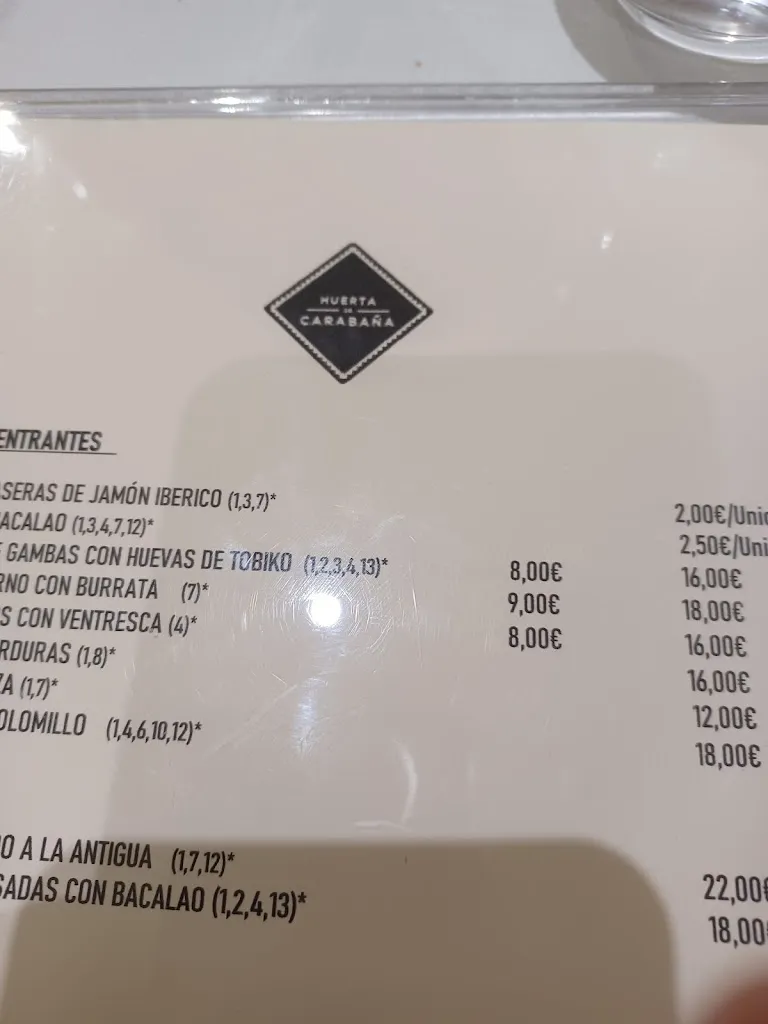 HUERTA
DE
CARABAÑA
ENTRANTES
SERAS DE JAMÓN IBERICO (1,3,7)* 2,00€/Unid
ACALAO (1,3,4,7,12)* 2,50€/Uni
GAMBAS CON HUEVAS DE TOBIKO (1,2,3,4,13)* 8,00€ 16,00€
RNO CON BURRATA (7)* 9,00€ 18,00€
S CON VENTRESCA (4)* 8,00€ 16,00€
RDURAS (1,8)* 16,00€
ZA (1,7)* 12,00€
OLOMILLO (1,4,6,10,12)* 18,00€
O A LA ANTIGUA (1,7,12)* 22,00€
SADAS CON BACALAO (1,2,4,13)* 18,00